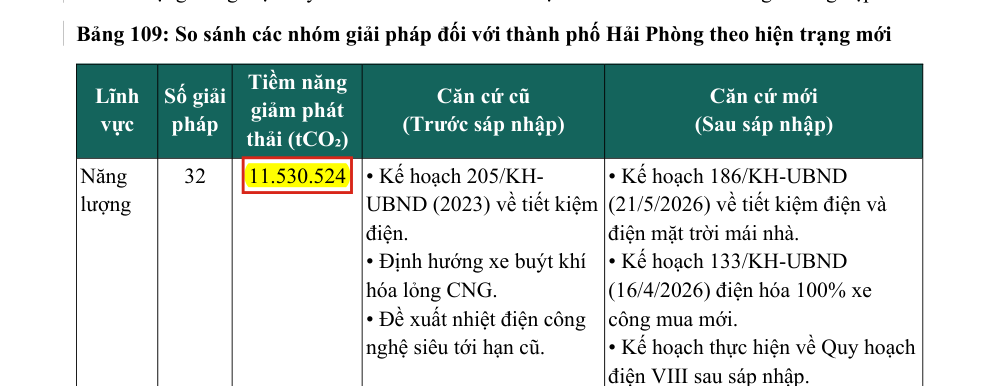 Bảng 109: So sánh các nhóm giải pháp đối với thành phố Hải Phòng theo hiện trạng mới
Lĩnh
vực
Số giải
pháp
Tiềm năng
giảm phát
thải (tCO₂)
Căn cứ cũ
(Trước sáp nhập)
Căn cứ mới
(Sau sáp nhập)
Năng
lượng
32
11.530.524
• Kế hoạch 205/KH-
UBND (2023) về tiết kiệm
điện.
• Định hướng xe buýt khí
hóa lỏng CNG.
• Đề xuất nhiệt điện công
nghệ siêu tới hạn cũ.
• Kế hoạch 186/KH-UBND
(21/5/2026) về tiết kiệm điện và
điện mặt trời mái nhà.
• Kế hoạch 133/KH-UBND
(16/4/2026) điện hóa 100% xe
công mua mới.
• Kế hoạch thực hiện về Quy hoạch
điện VIII sau sáp nhập.